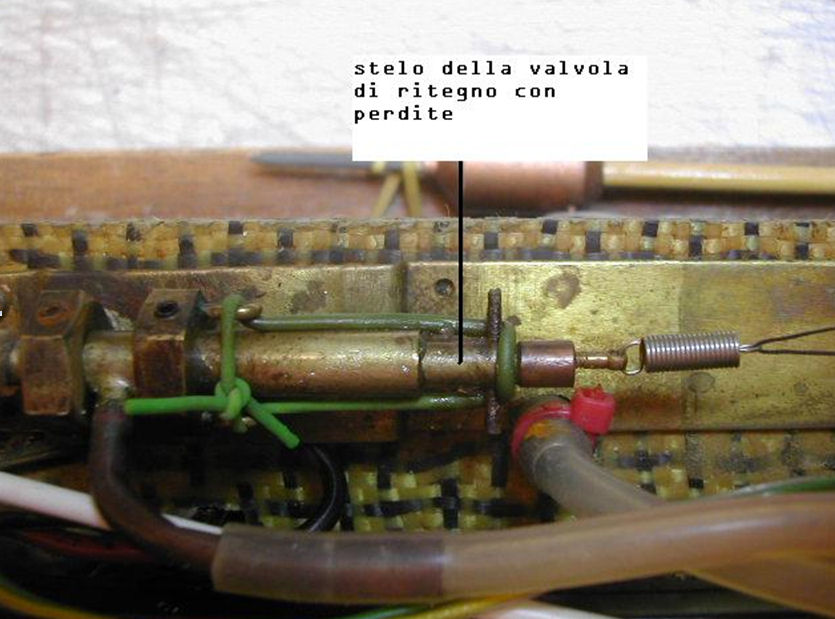 stelo della valvola
di ritegno con
perdite